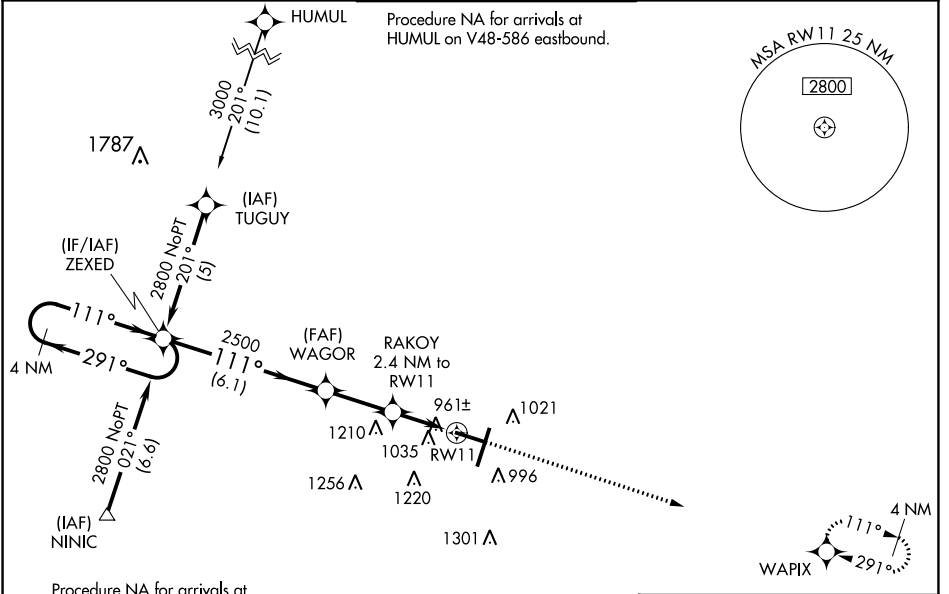 HUMUL
Procedure NA for arrivals at
HUMUL on V48-586 eastbound.
MSA RW11 25 NM
2800
3000
201°
(10.1)
1787
(IAF)
TUGUY
(IF/IAF)
ZEXED
2800 NoPT
201°
(5)
111°
291°
4 NM
2500
111°
(6.1)
(FAF)
WAGOR
RAKOY
2.4 NM to
RW11
961±
1021
1210
1035
RW11
996
1256
1220
1301
2800 NoPT
021°
(6.6)
(IAF)
NINIC
4 NM
111°
291°
WAPIX
Procedure NA for arrivals at